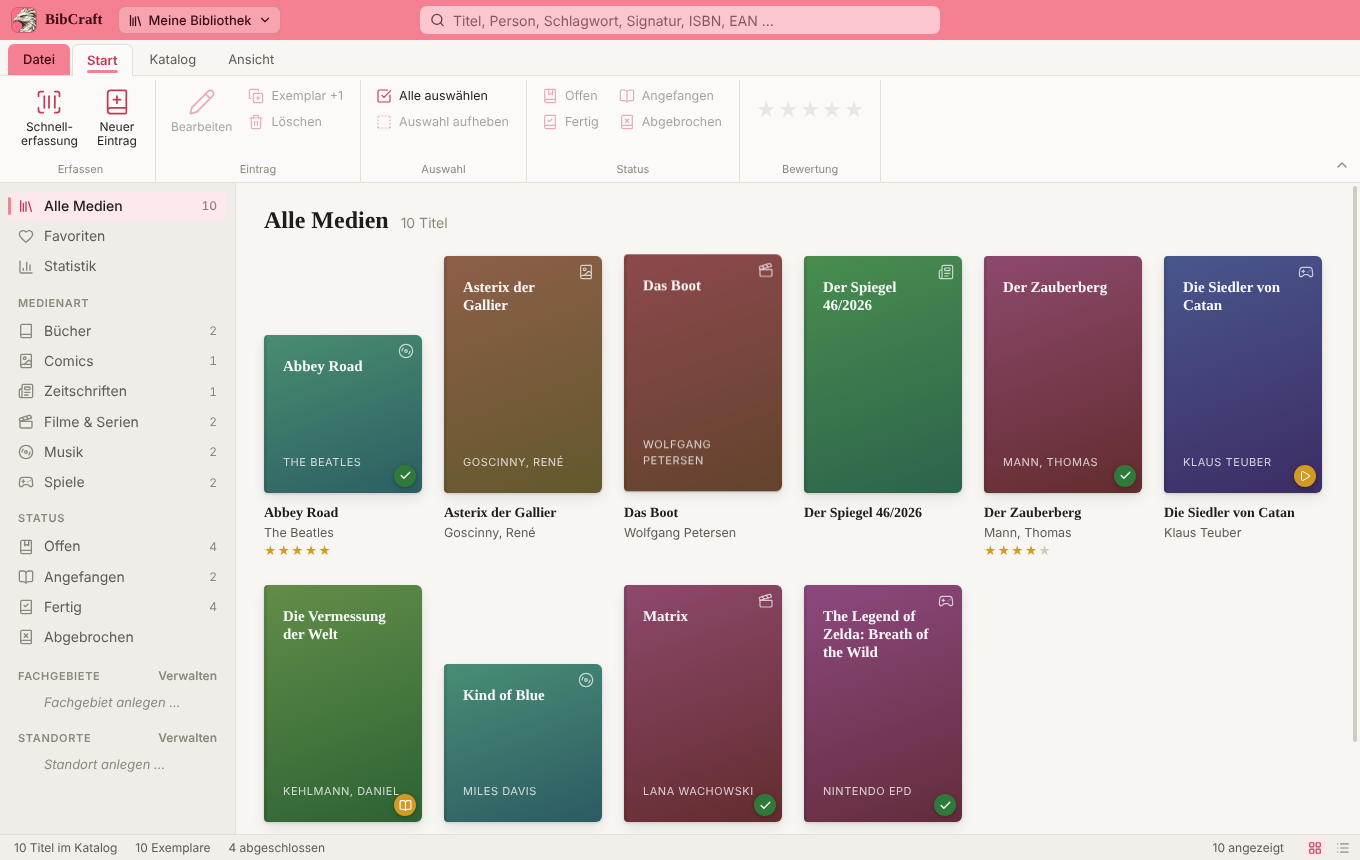 BibCraft
Meine Bibliothek
Titel, Person, Schlagwort, Signatur, ISBN, EAN ...
Datei
Start
Katalog
Ansicht
Schnell-
erfassung
Neuer
Eintrag
Erfassen
Bearbeiten
Exemplar +1
Löschen
Eintrag
Alle auswählen
Auswahl aufheben
Auswahl
Offen
Angefangen
Fertig
Abgebrochen
Status
Bewertung
Alle Medien 10
Favoriten
Statistik
MEDIENART
Bücher 2
Comics 1
Zeitschriften 1
Filme & Serien 2
Musik 2
Spiele 2
STATUS
Offen 4
Angefangen 2
Fertig 4
Abgebrochen
FACHGEBIETE Verwalten
Fachgebiet anlegen ...
STANDORTE Verwalten
Standort anlegen ...
Alle Medien 10 Titel
Abbey Road
THE BEATLES
Abbey Road
The Beatles
Asterix der
Gallier
GOSCINNY, RENÉ
Asterix der Gallier
Goscinny, René
Das Boot
WOLFGANG
PETERSEN
Das Boot
Wolfgang Petersen
Der Spiegel
46/2026
Der Spiegel 46/2026
Der Zauberberg
MANN, THOMAS
Der Zauberberg
Mann, Thomas
Die Siedler von
Catan
KLAUS TEUBER
Die Siedler von Catan
Klaus Teuber
Die Vermessung
der Welt
KEHLMANN, DANIEL
Kind of Blue
MILES DAVIS
Matrix
LANA WACHOWSKI
The Legend of
Zelda: Breath of
the Wild
NINTENDO EPD
10 Titel im Katalog
10 Exemplare
4 abgeschlossen
10 angezeigt